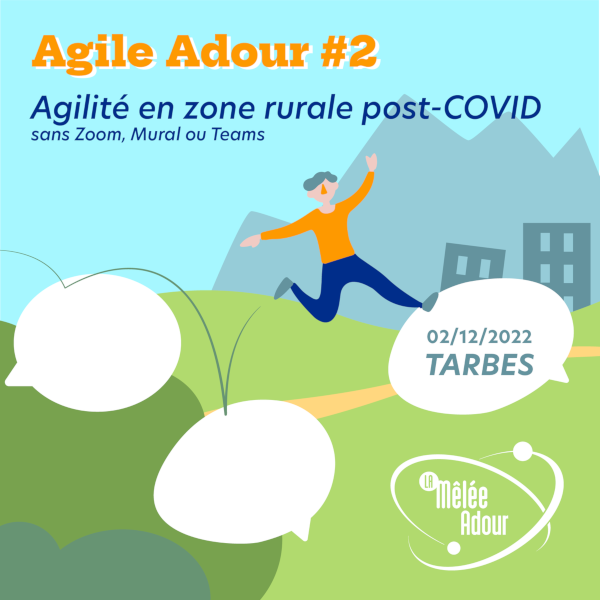 Agile Adour #2
Agilité en zone rurale post-COVID
sans Zoom, Mural ou Teams
02/12/2022
TARBES
LA
Mêlée
Adour